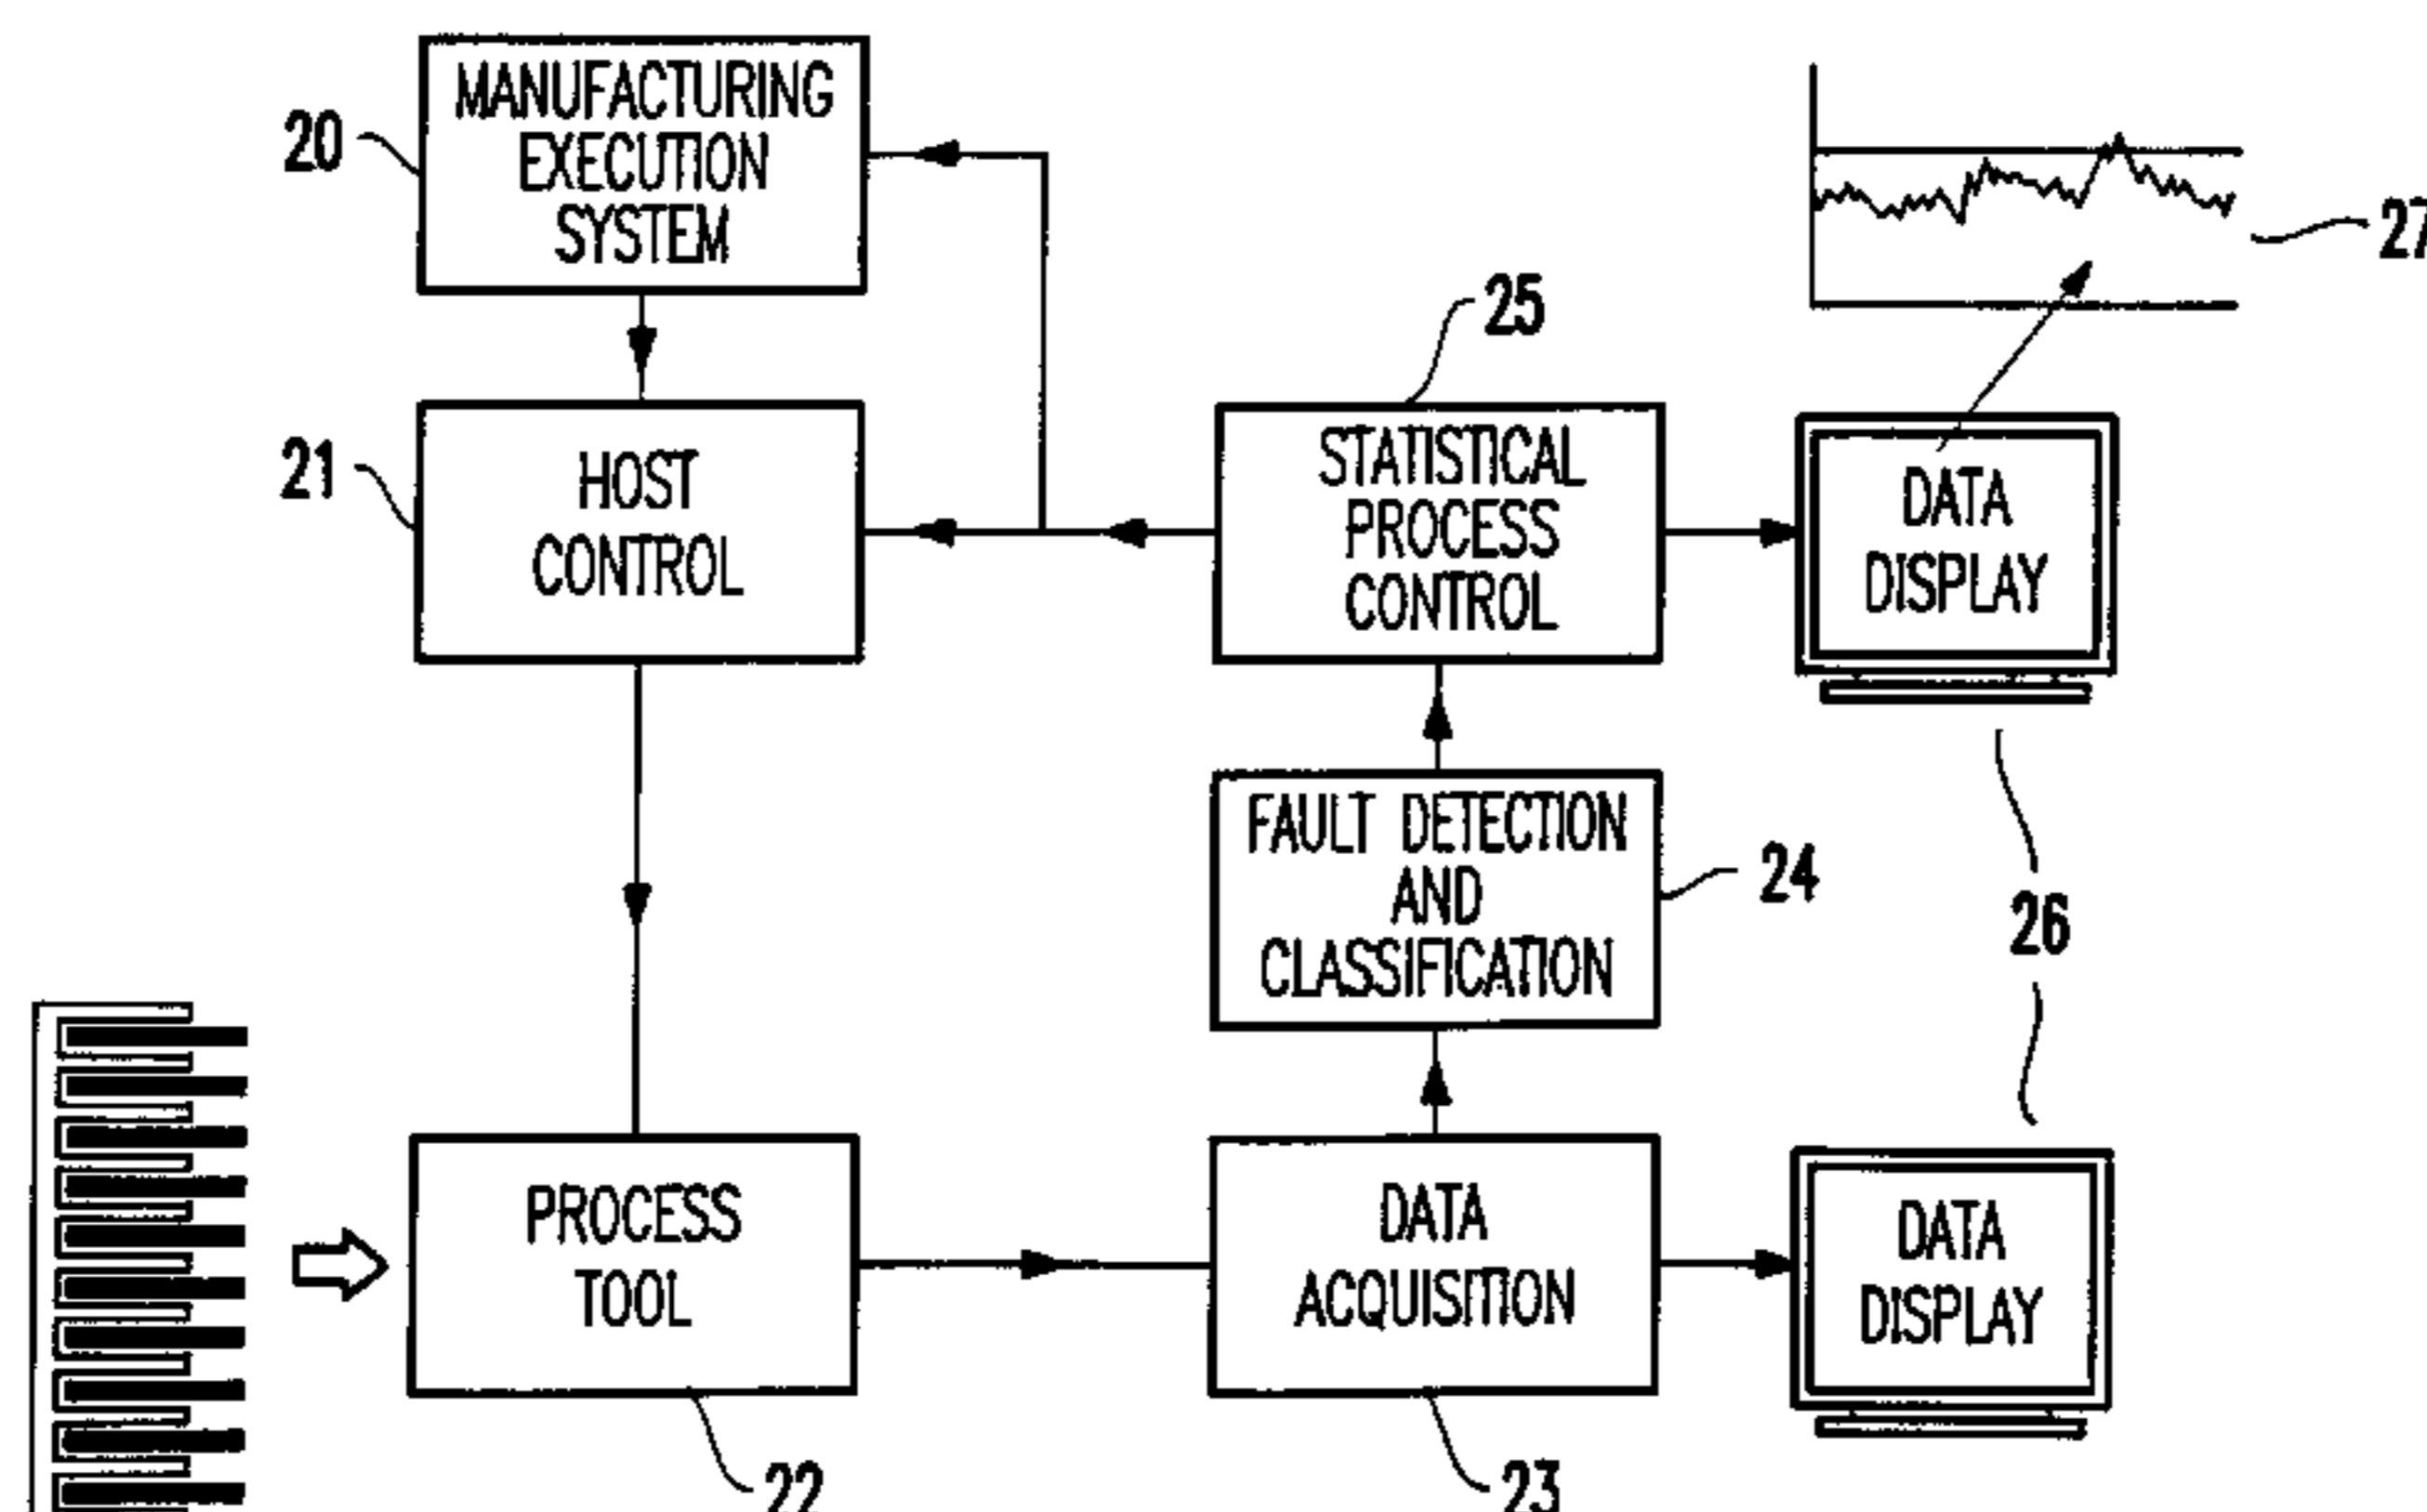 MANUFACTURING
EXECUTION
SYSTEM
20
27
25
21
HOST
CONTROL
STATISTICAL
PROCESS
CONTROL
DATA
DISPLAY
FAULT DETECTION
AND
CLASSIFICATION
24
26
PROCESS
TOOL
DATA
ACQUISITION
DATA
DISPLAY
22
23